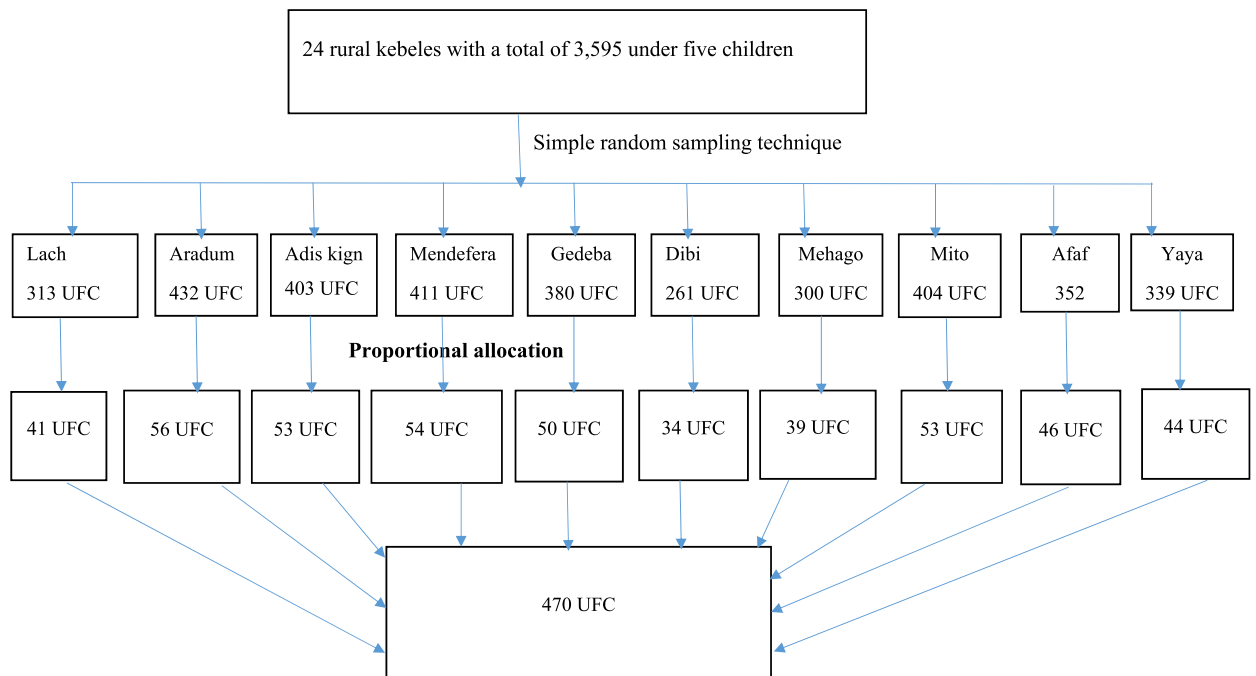 24 rural kebeles with a total of 3,595 under five children
Simple random sampling technique
Lach
313 UFC
Aradum
432 UFC
Adis kign
403 UFC
Mendefera
411 UFC
Gedeba
380 UFC
Dibi
261 UFC
Mehago
300 UFC
Mito
404 UFC
Afaf
352
Yaya
339 UFC
Proportional allocation
41 UFC
56 UFC
53 UFC
54 UFC
50 UFC
34 UFC
39 UFC
53 UFC
46 UFC
44 UFC
470 UFC